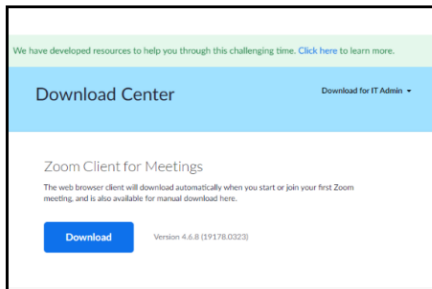 We have developed resources to help you through this challenging time. Click here to learn more.
Download Center
Download for IT Admin
Zoom Client for Meetings
The web browser client will download automatically when you start or join your first Zoom
meeting, and is also available for manual download here.
Download
Version 4.6.8 (19178.0323)